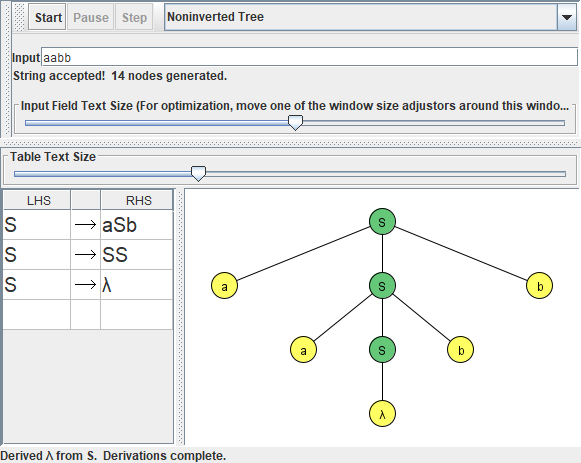 Start Pause Step Noninverted Tree
Input aabb
String accepted! 14 nodes generated.
Input Field Text Size (For optimization, move one of the window size adjustors around this windo...
Table Text Size
LHS RHS
S → aSb
S → SS
S → λ
S
a S b
a S b
λ
Derived λ from S. Derivations complete.